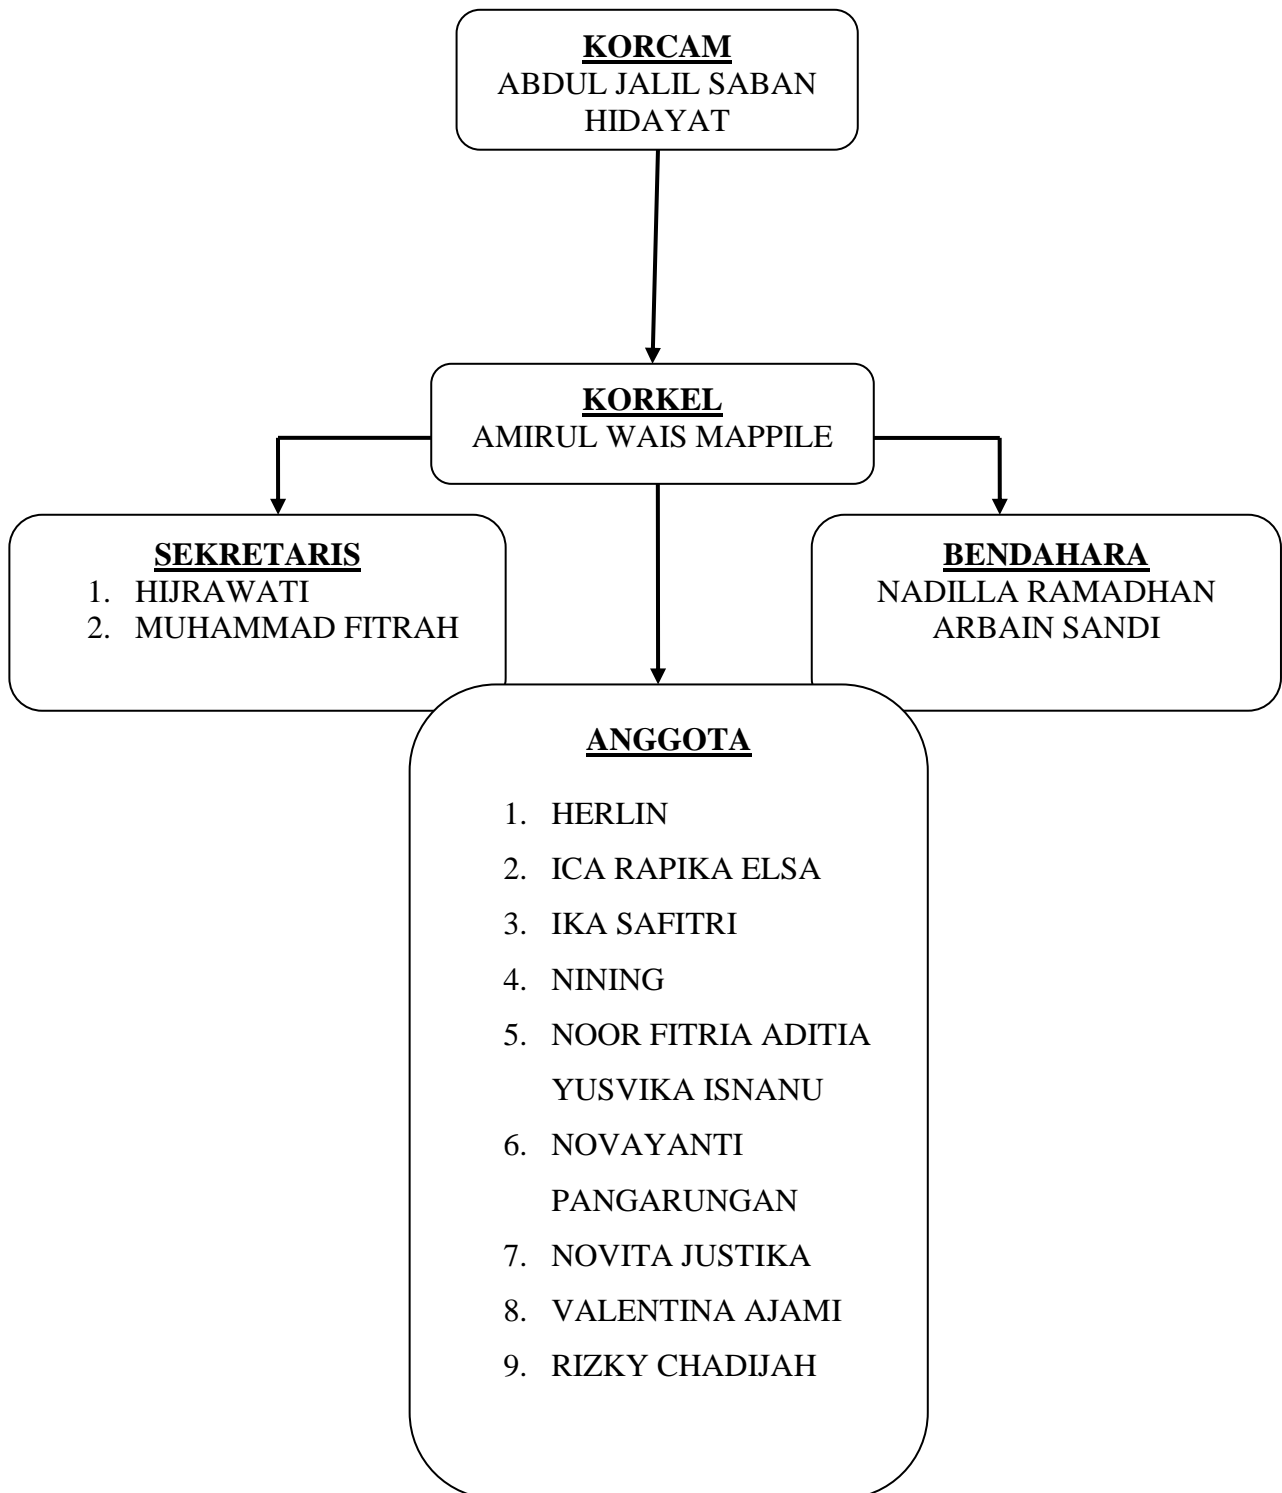 KORCAM
ABDUL JALIL SABAN
HIDAYAT
KORKEL
AMIRUL WAIS MAPPILE
SEKRETARIS
1. HIJRAWATI
2. MUHAMMAD FITRAH
BENDAHARA
NADILLA RAMADHAN
ARBAIN SANDI
ANGGOTA
1. HERLIN
2. ICA RAPIKA ELSA
3. IKA SAFITRI
4. NINING
5. NOOR FITRIA ADITIA
YUSVIKA ISNANU
6. NOVAYANTI
PANGARUNGAN
7. NOVITA JUSTIKA
8. VALENTINA AJAMI
9. RIZKY CHADIJAH